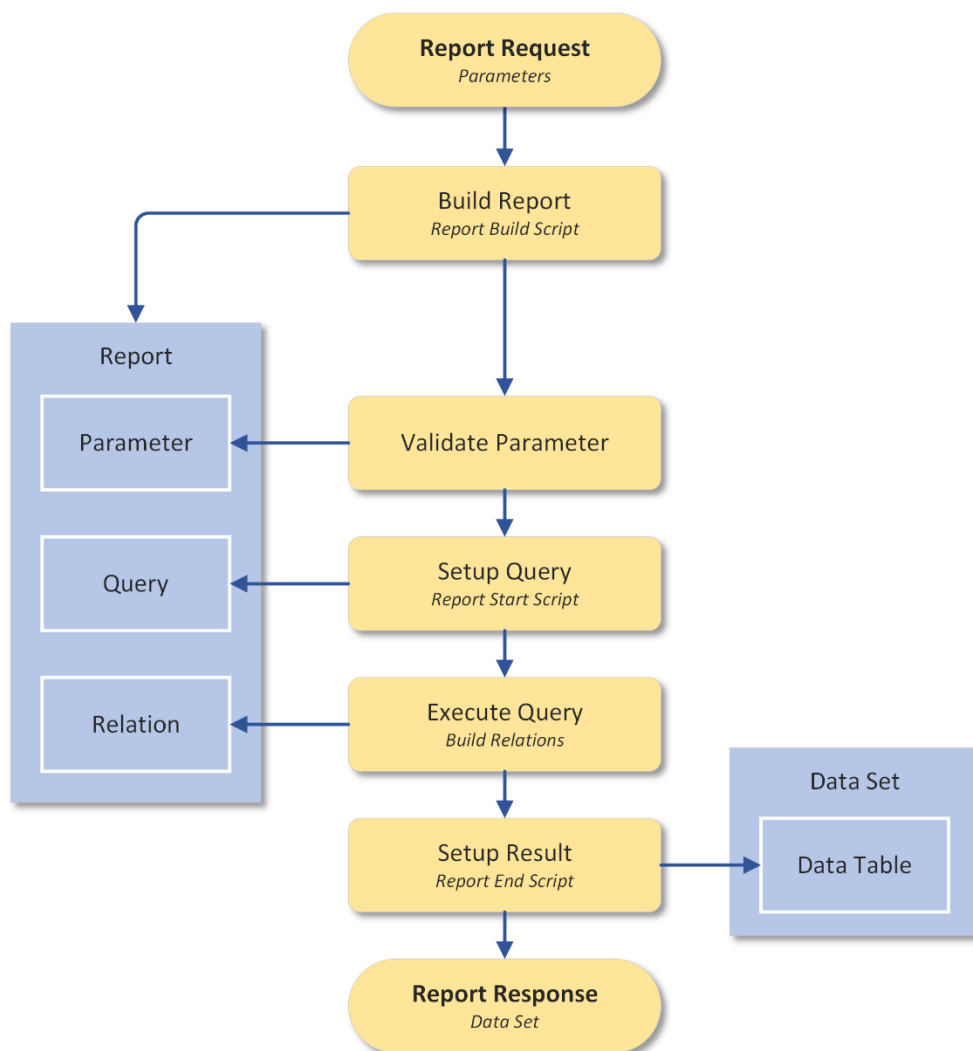 Report Request
Parameters
Build Report
Report Build Script
Report
Parameter
Validate Parameter
Query
Setup Query
Report Start Script
Relation
Execute Query
Build Relations
Data Set
Data Table
Setup Result
Report End Script
Report Response
Data Set